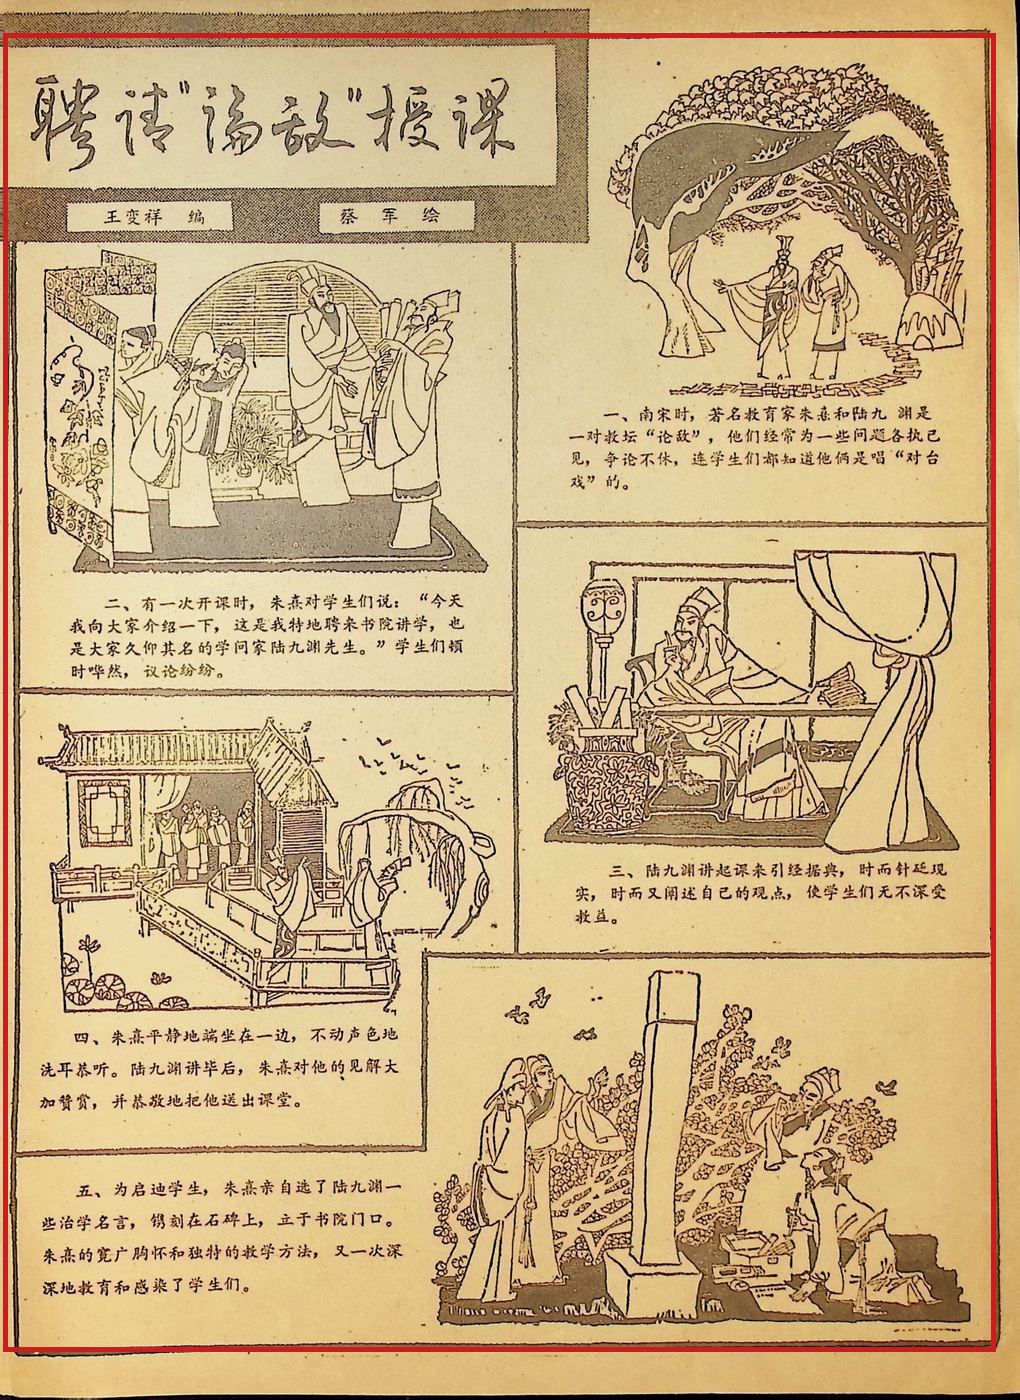 聘请“论敌”授课
王变祥 编
蔡 军 绘
一、南宋时，著名教育家朱熹和陆九 渊是
一对教坛“论敌”，他们经常为一些问题各执己
见，争论不休，连学生们都知道他俩是唱“对台
戏”的。
二、有一次开课时，朱熹对学生们说：“今天
我向大家介绍一下，这是我特地聘来书院讲学，也
是大家久仰其名的学问家陆九渊先生。”学生们顿
时哗然，议论纷纷。
三、陆九渊讲起课来引经据典，时而针砭现
实，时而又阐述自己的观点，使学生们无不深受
教益。
四、朱熹平静地端坐在一边，不动声色地
洗耳恭听。陆九渊讲毕后，朱熹对他的见解大
加赞赏，并恭敬地把他送出课堂。
五、为启迪学生，朱熹亲自选了陆九渊一
些治学名言，镌刻在石碑上，立于书院门口。
朱熹的宽广胸怀和独特的教学方法，又一次深
深地教育和感染了学生们。